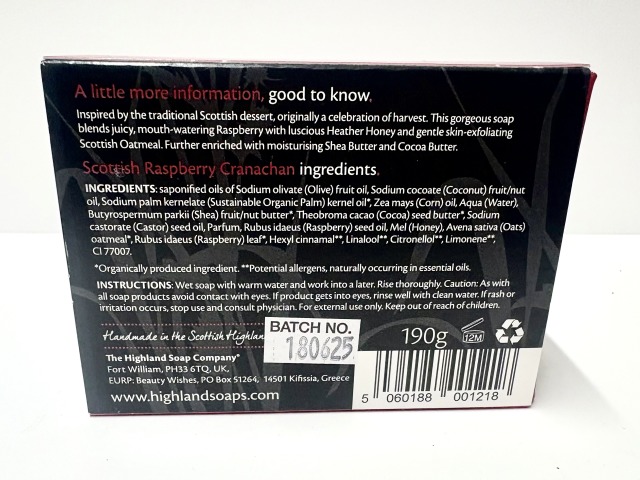 A little more information, good to know.
Inspired by the traditional Scottish dessert, originally a celebration of harvest. This gorgeous soap
blends juicy, mouth-watering Raspberry with luscious Heather Honey and gentle skin-exfoliating
Scottish Oatmeal. Further enriched with moisturising Shea Butter and Cocoa Butter.
Scottish Raspberry Cranachan ingredients.
INGREDIENTS: saponified oils of Sodium olivate (Olive) fruit oil, Sodium cocoate (Coconut) fruit/nut
oil, Sodium palm kernelate (Sustainable Organic Palm) kernel oil*, Zea mays (Corn) oil, Aqua (Water),
Butyrospermum parkii (Shea) fruit/nut butter*, Theobroma cacao (Cocoa) seed butter*, Sodium
castorate (Castor) seed oil, Parfum, Rubus idaeus (Raspberry) seed oil, Mel (Honey), Avena sativa (Oats)
oatmeal*, Rubus idaeus (Raspberry) leaf*, Hexyl cinnamal**, Linalool**, Citronellol**, Limonene**,
CI 77007.
*Organically produced ingredient. **Potential allergens, naturally occurring in essential oils.
INSTRUCTIONS: Wet soap with warm water and work into a later. Rise thoroughly. Caution: As with
all soap products avoid contact with eyes. If product gets into eyes, rinse well with clean water. If rash or
irritation occurs, stop use and consult physician. For external use only. Keep out of reach of children.
Handmade in the Scottish Highlan
BATCH NO.
180625
190g
12M
The Highland Soap Company®
Fort William, PH33 6TQ, UK,
EURP: Beauty Wishes, PO Box 51264, 14501 Kifissia, Greece
www.highlandsoaps.com
5 060188 001218